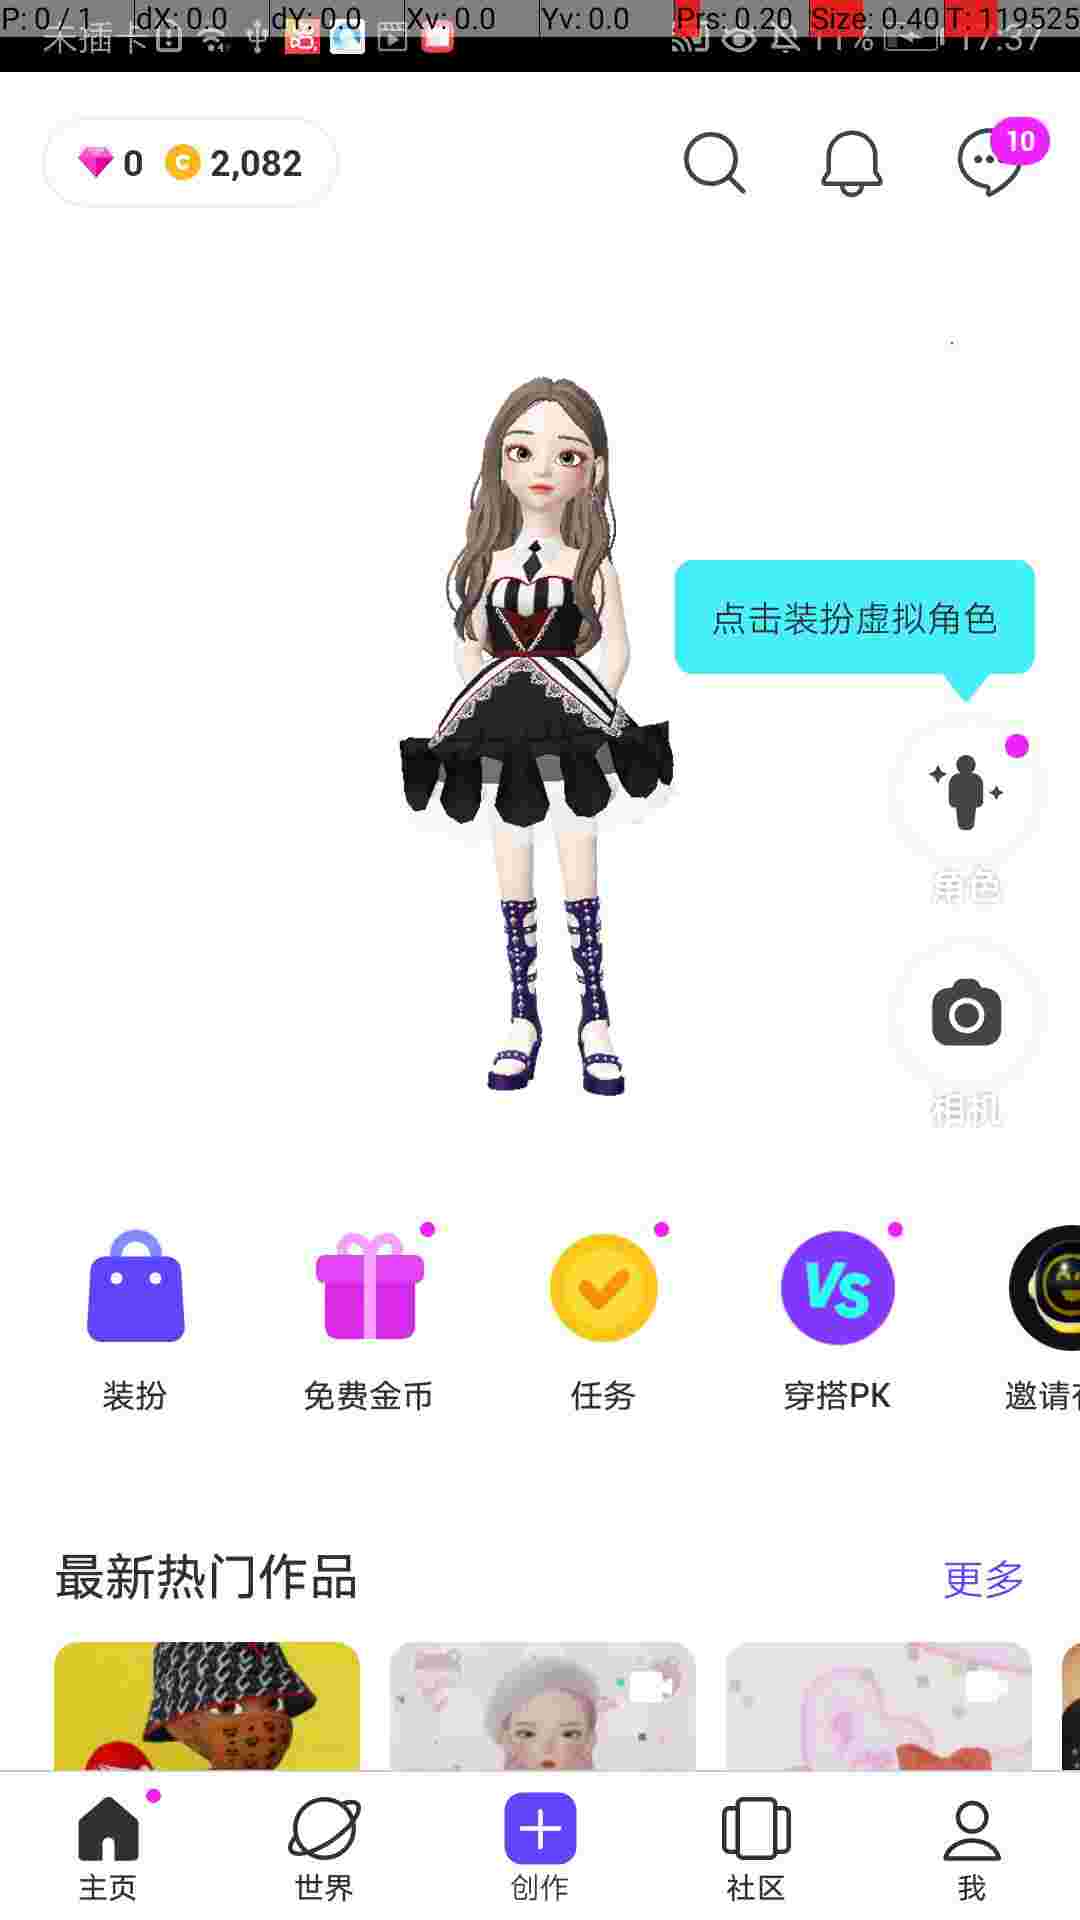 P: 0 / 1 dX: 0.0 dY: 0.0 Xv: 0.0 Yv: 0.0 Prs: 0.20 Size: 0.40 T: 119525
未插卡 11% 17:37
0 C 2,082 10
点击装扮虚拟角色
角色
相机
VS
装扮 免费金币 任务 穿搭PK 邀请
最新热门作品 更多
主页 世界 创作 社区 我